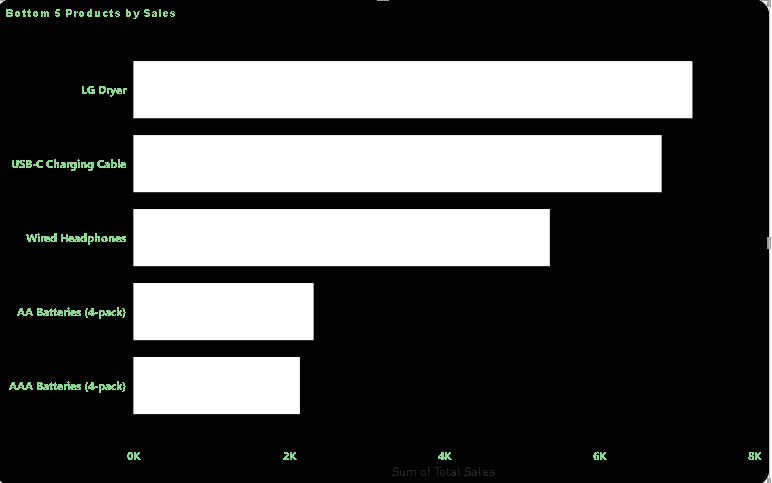 Bottom 5 Products by Sales
LG Dryer
USB-C Charging Cable
Wired Headphones
AA Batteries (4-pack)
AAA Batteries (4-pack)
0K 2K 4K 6K 8K
Sum of Total Sales